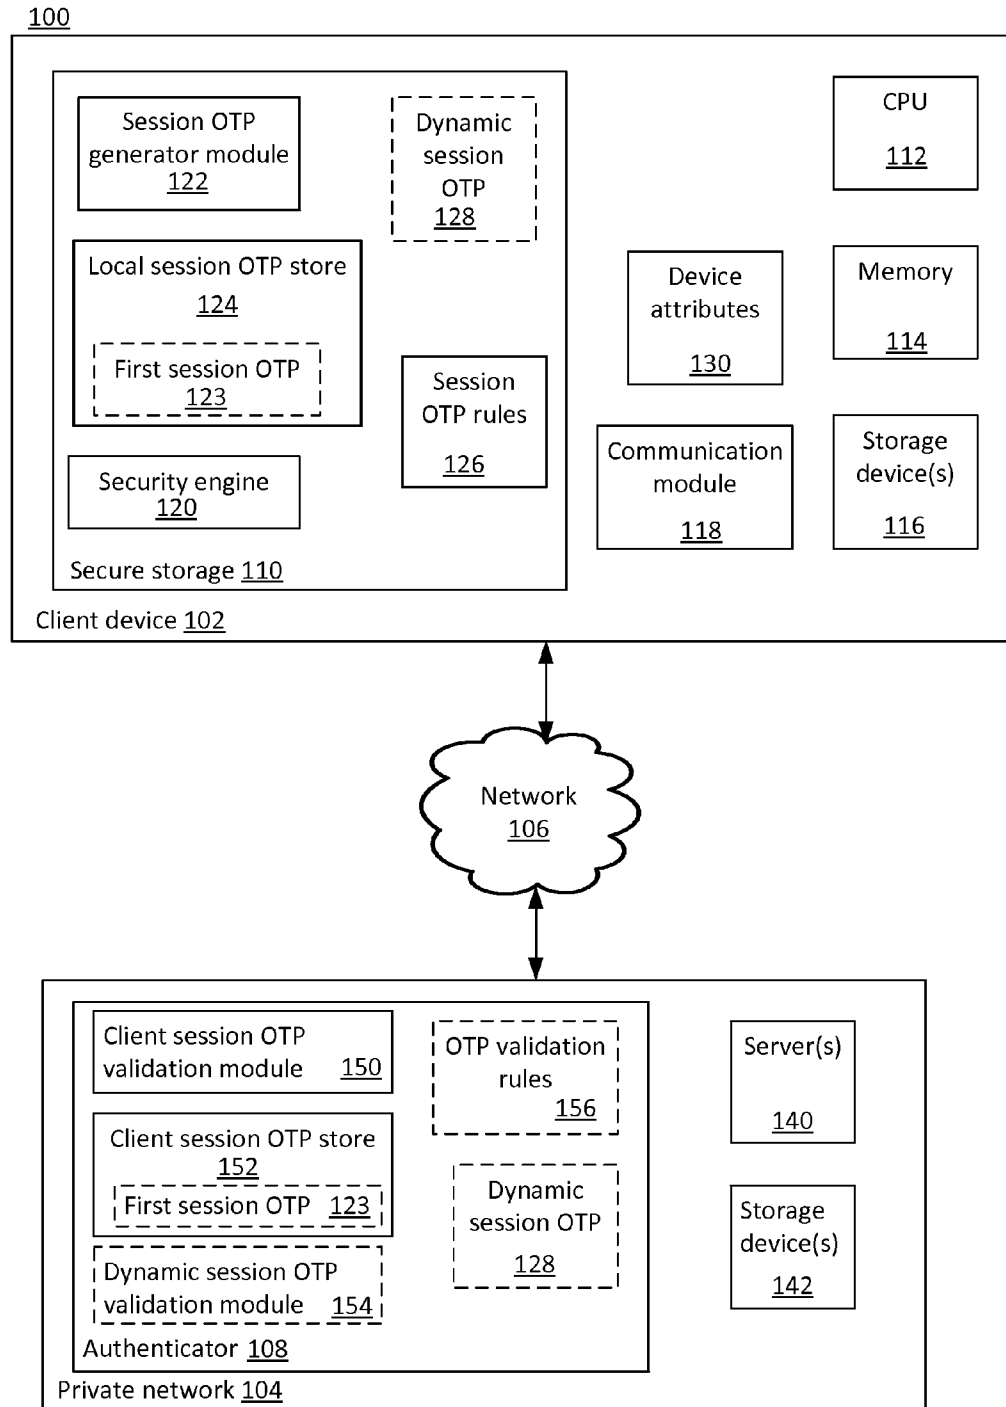 100
Session OTP
generator module
122
Dynamic
session
OTP
128
CPU
112
Local session OTP store
124
First session OTP
123
Device
attributes
130
Memory
114
Session
OTP rules
126
Communication
module
118
Storage
device(s)
116
Security engine
120
Secure storage 110
Client device 102
Network
106
Client session OTP
validation module 150
OTP validation
rules
156
Server(s)
140
Client session OTP store
152
First session OTP 123
Dynamic
session OTP
128
Storage
device(s)
142
Dynamic session OTP
validation module 154
Authenticator 108
Private network 104